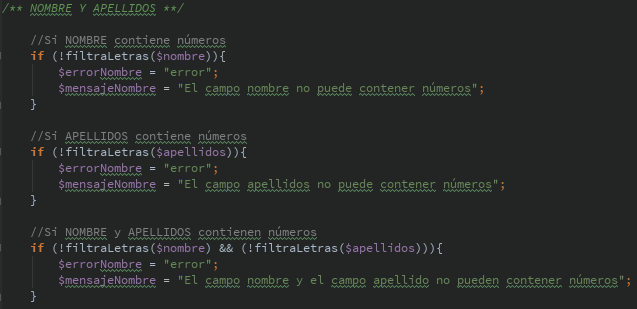 /** NOMBRE Y APELLIDOS **/
//Si NOMBRE contiene números
if (!filtraLetras($nombre)){
$errorNombre = "error";
$mensajeNombre = "El campo nombre no puede contener números";
}
//Si APELLIDOS contiene números
if (!filtraLetras($apellidos)){
$errorNombre = "error";
$mensajeNombre = "El campo apellidos no puede contener números";
}
//Si NOMBRE y APELLIDOS contienen números
if (!filtraLetras($nombre) && (!filtraLetras($apellidos))){
$errorNombre = "error";
$mensajeNombre = "El campo nombre y el campo apellido no pueden contener números";
}